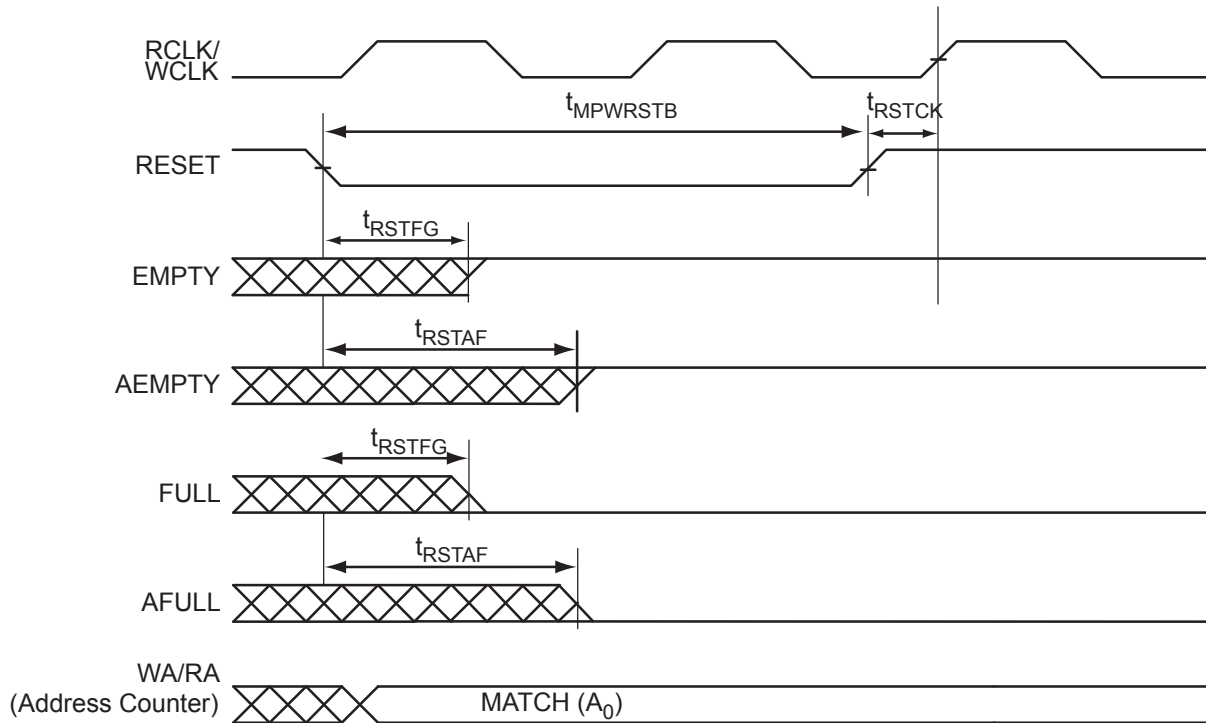 RCLK/
WCLK
tMPWRSTB
tRSTCK
RESET
tRSTFG
EMPTY
tRSTAF
AEMPTY
tRSTFG
FULL
tRSTAF
AFULL
WA/RA
(Address Counter)
MATCH (A0)